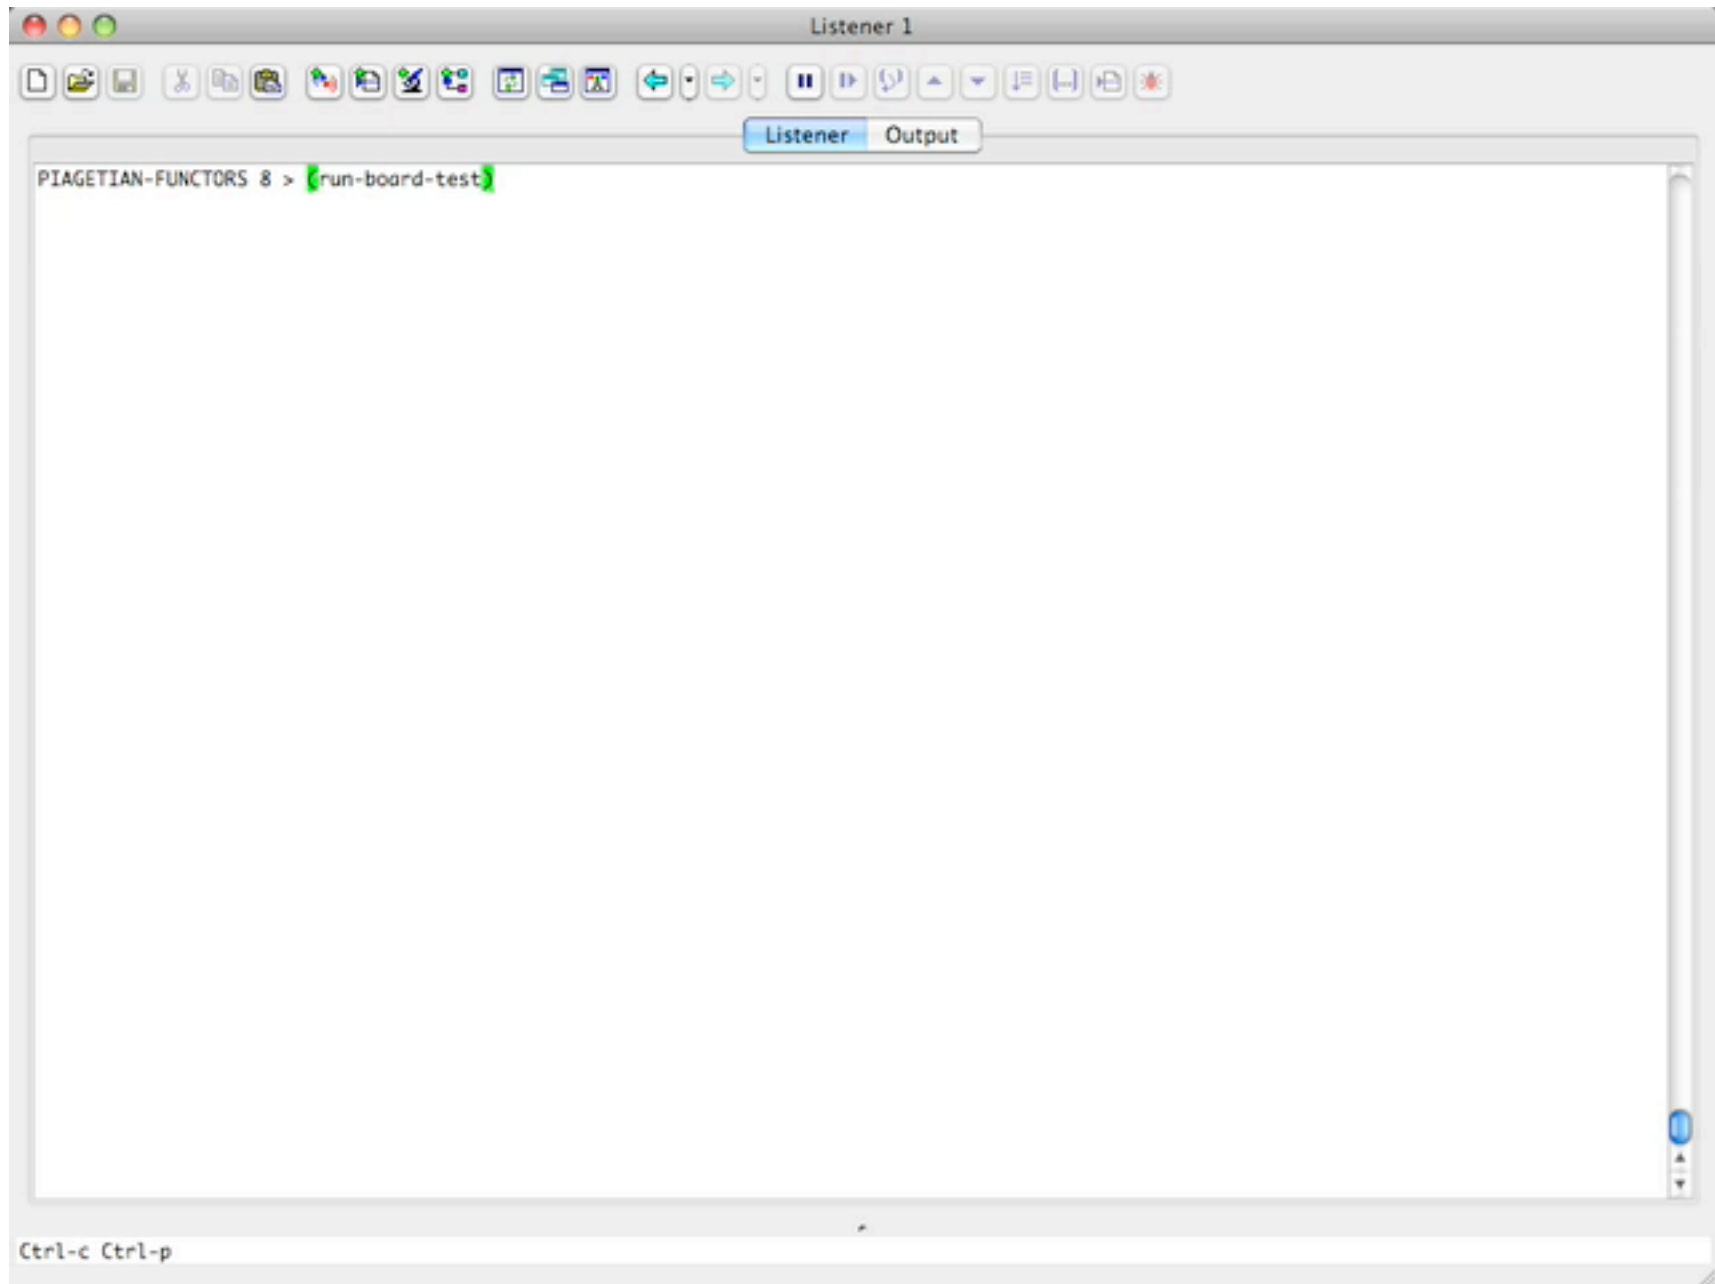 Listener 1
Listener Output
PIAGETIAN-FUNCTORS 8 > (run-board-test)
Ctrl-c Ctrl-p